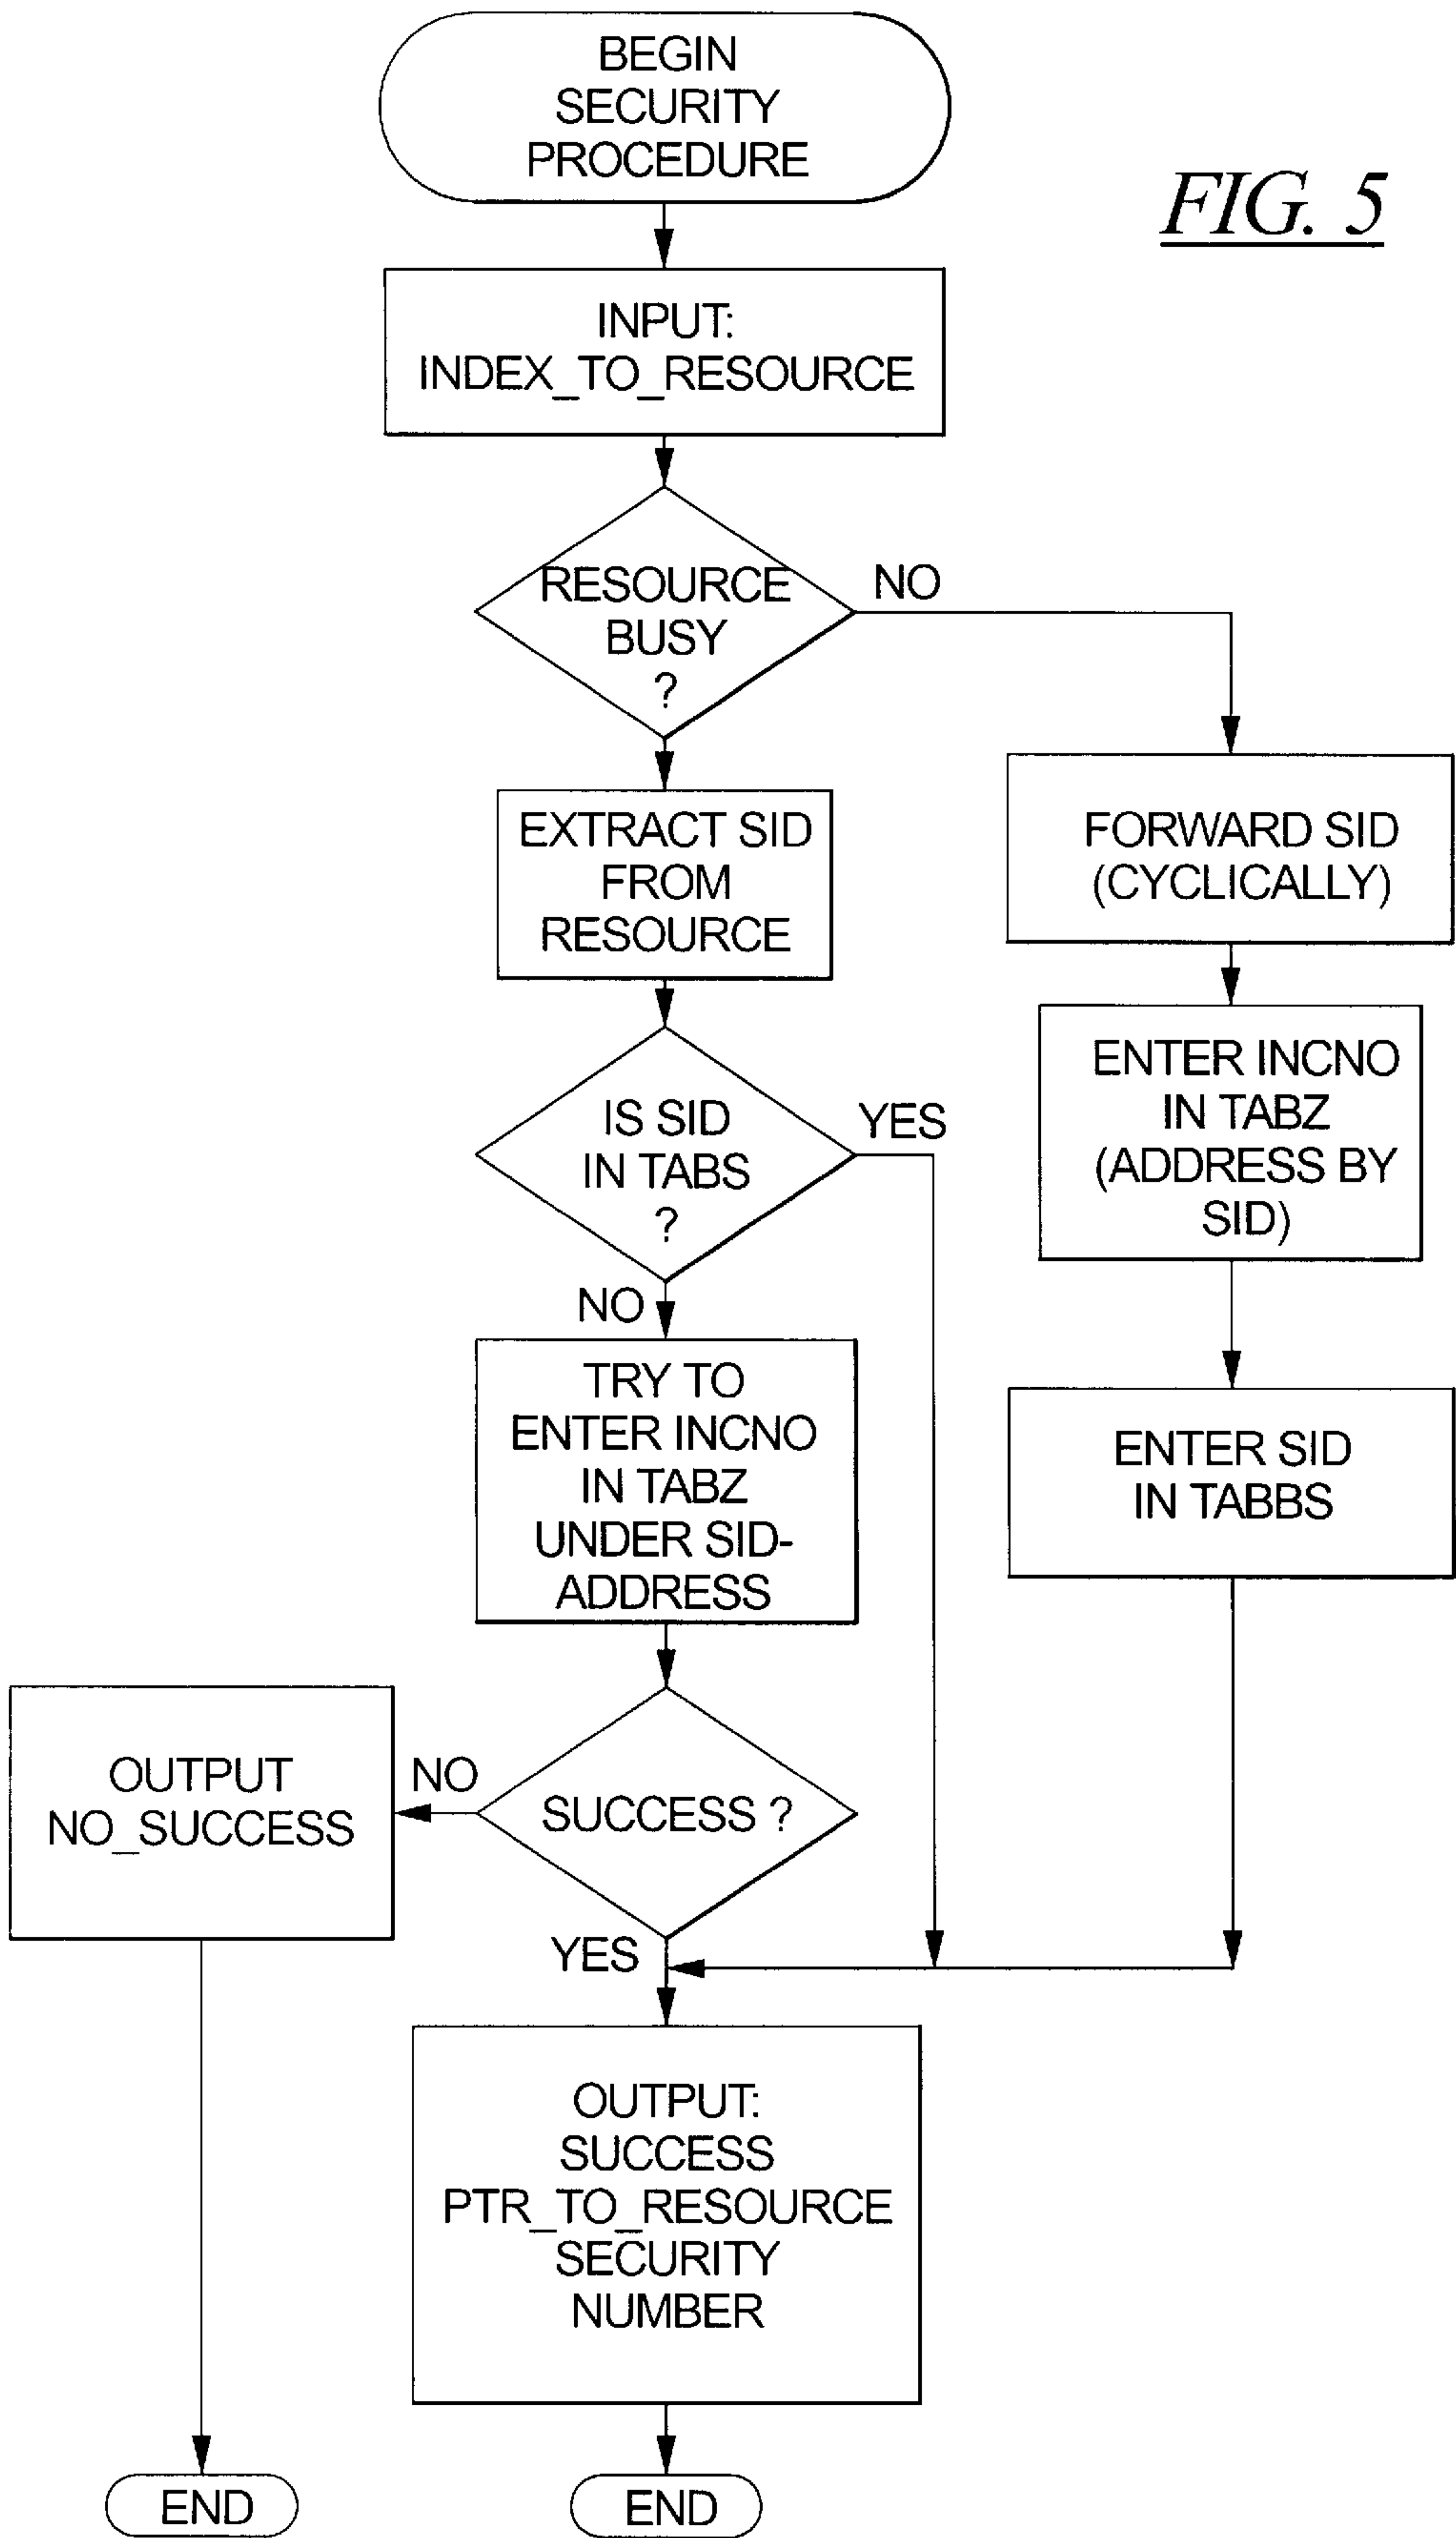 BEGIN
SECURITY
PROCEDURE
FIG. 5
INPUT:
INDEX_TO_RESOURCE
RESOURCE
BUSY
?
NO
EXTRACT SID
FROM
RESOURCE
FORWARD SID
(CYCLICALLY)
IS SID
IN TABS
?
YES
NO
ENTER INCNO
IN TABZ
(ADDRESS BY
SID)
TRY TO
ENTER INCNO
IN TABZ
UNDER SID-
ADDRESS
ENTER SID
IN TABBS
SUCCESS ?
NO
YES
OUTPUT
NO_SUCCESS
OUTPUT:
SUCCESS
PTR_TO_RESOURCE
SECURITY
NUMBER
END
END